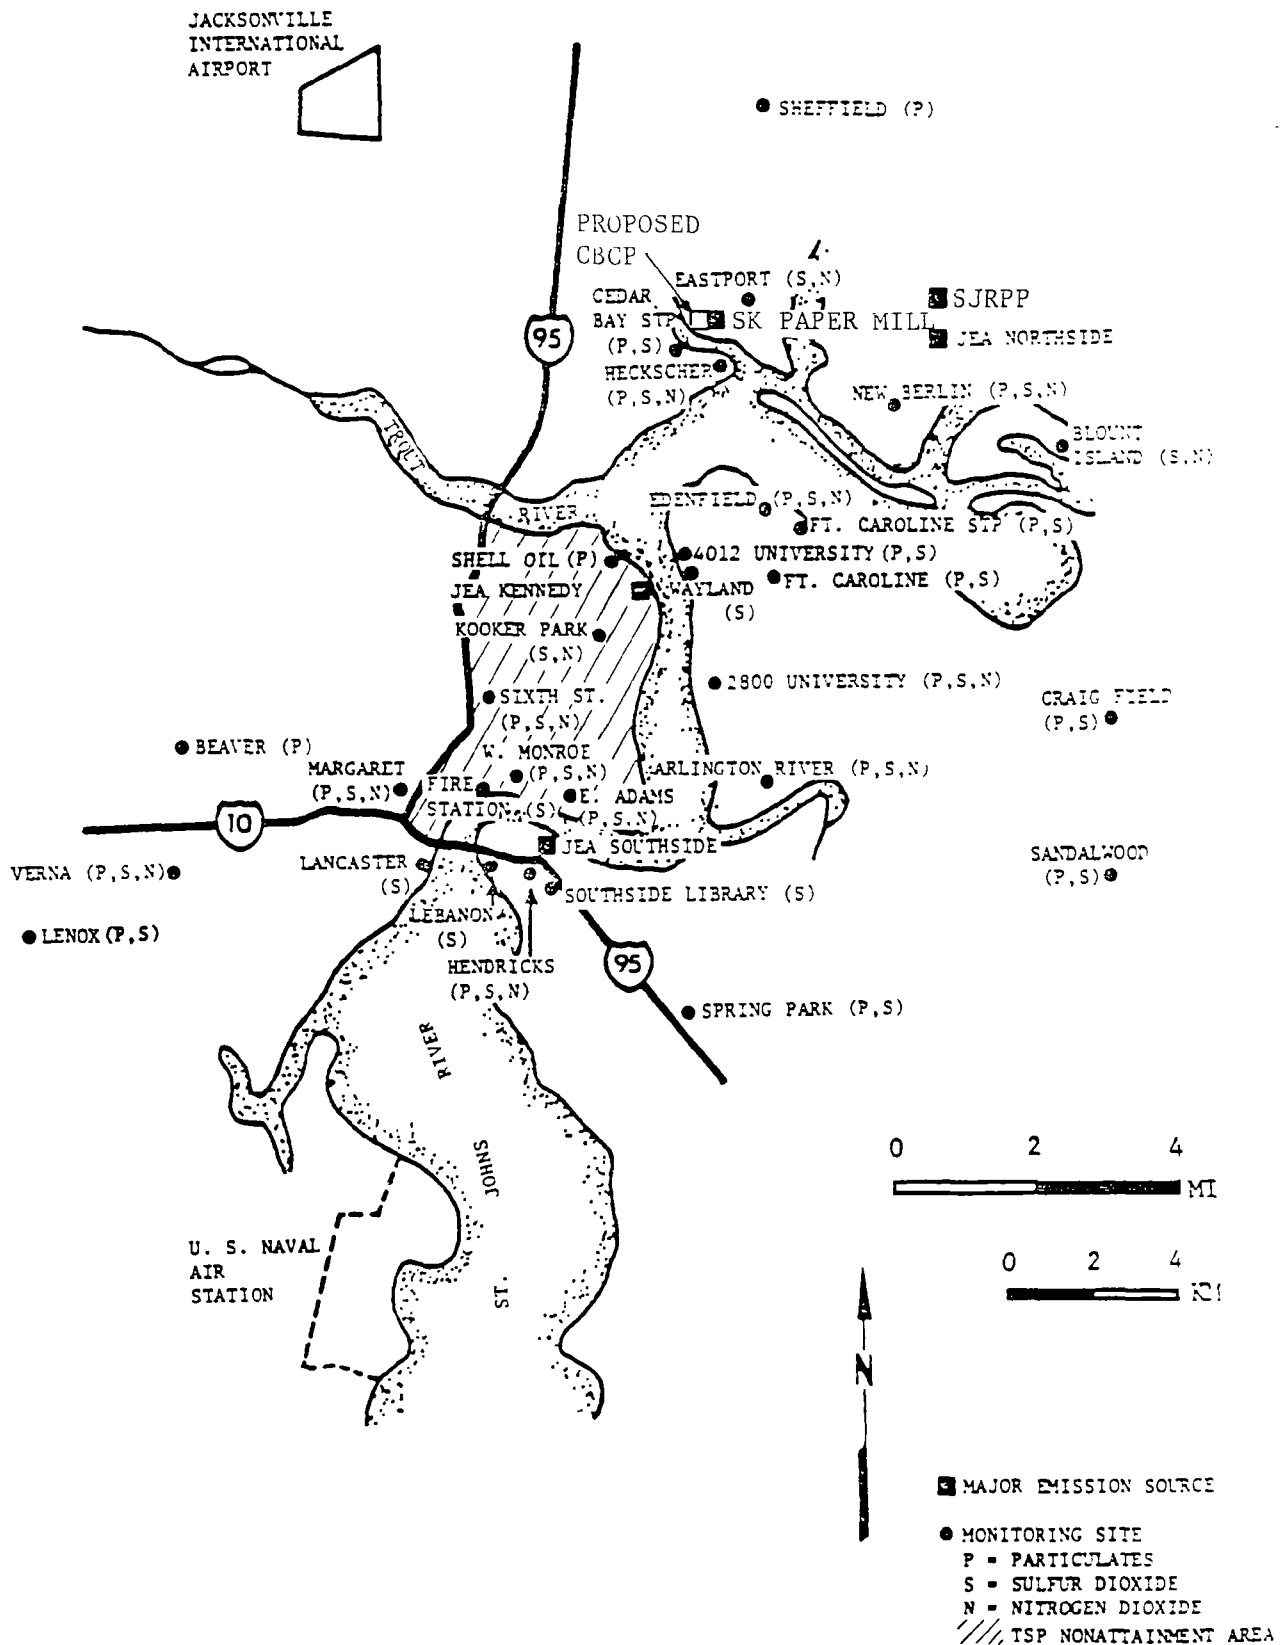 JACKSONVILLE
INTERNATIONAL
AIRPORT
SHEFFIELD (P)
PROPOSED
CBCP
EASTPORT (S,N)
CEDAR
BAY STP
(P,S)
SK PAPER MILL
SJRPP
JEA NORTHSIDE
95
HECKSCHER
(P,S,N)
NEW BERLIN (P,S,N)
BLOUNT
ISLAND (S,N)
TROUT
RIVER
EDENFIELD (P,S,N)
FT. CAROLINE STP (P,S)
SHELL OIL (P)
4012 UNIVERSITY (P,S)
JEA KENNEDY
WAYLAND
(S)
FT. CAROLINE (P,S)
KOOKER PARK
(S,N)
2800 UNIVERSITY (P,S,N)
SIXTH ST.
(P,S,N)
CRAIG FIELD
(P,S)
BEAVER (P)
W. MONROE
(P,S,N)
MARGARET
(P,S,N)
FIRE
STATION (S)
E. ADAMS
(P,S,N)
ARLINGTON RIVER (P,S,N)
10
JEA SOUTHSIDE
LANCASTER
(S)
VERNA (P,S,N)
SANDALWOOD
(P,S)
SOUTHSIDE LIBRARY (S)
LEBANON
(S)
LENOX (P,S)
HENDRICKS
(P,S,N)
95
SPRING PARK (P,S)
RIVER
JOHNS
ST.
0 2 4
MI
0 2 4
KM
U. S. NAVAL
AIR
STATION
N
MAJOR EMISSION SOURCE
MONITORING SITE
P = PARTICULATES
S = SULFUR DIOXIDE
N = NITROGEN DIOXIDE
TSP NONATTAINMENT AREA